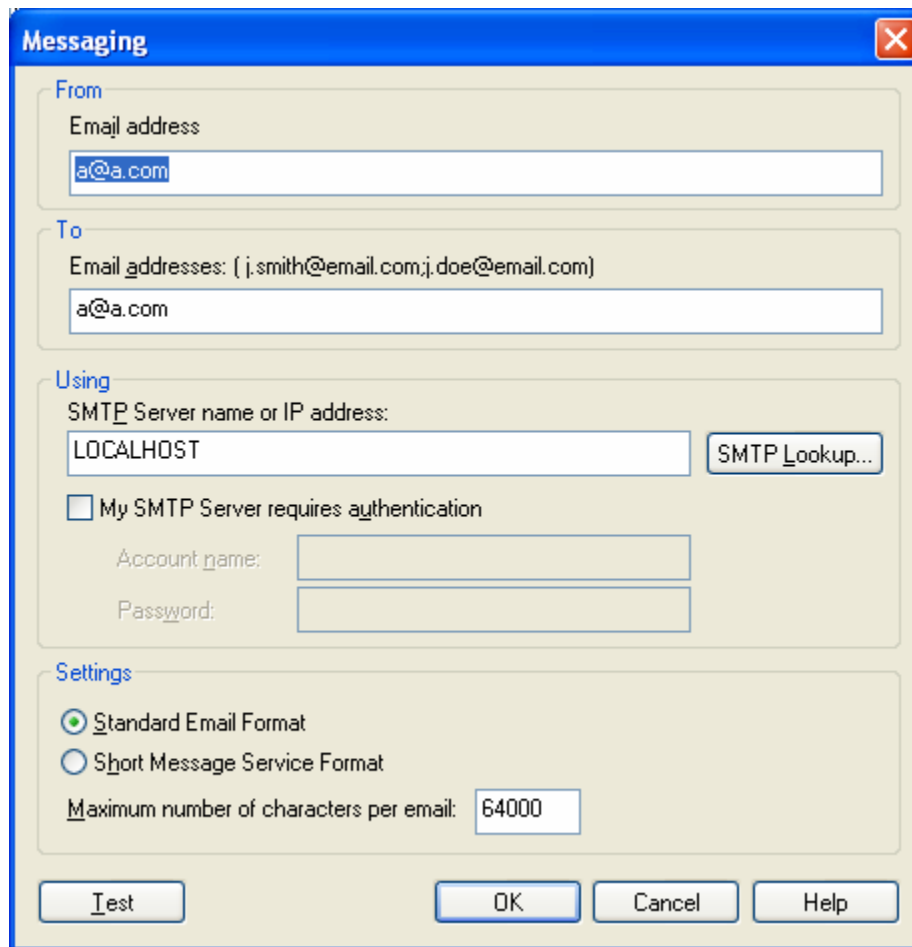 Messaging
From
Email address
a@a.com
To
Email addresses: ( j.smith@email.com;j.doe@email.com)
a@a.com
Using
SMTP Server name or IP address:
LOCALHOST
SMTP Lookup...
My SMTP Server requires authentication
Account name:
Password:
Settings
Standard Email Format
Short Message Service Format
Maximum number of characters per email: 64000
Test OK Cancel Help